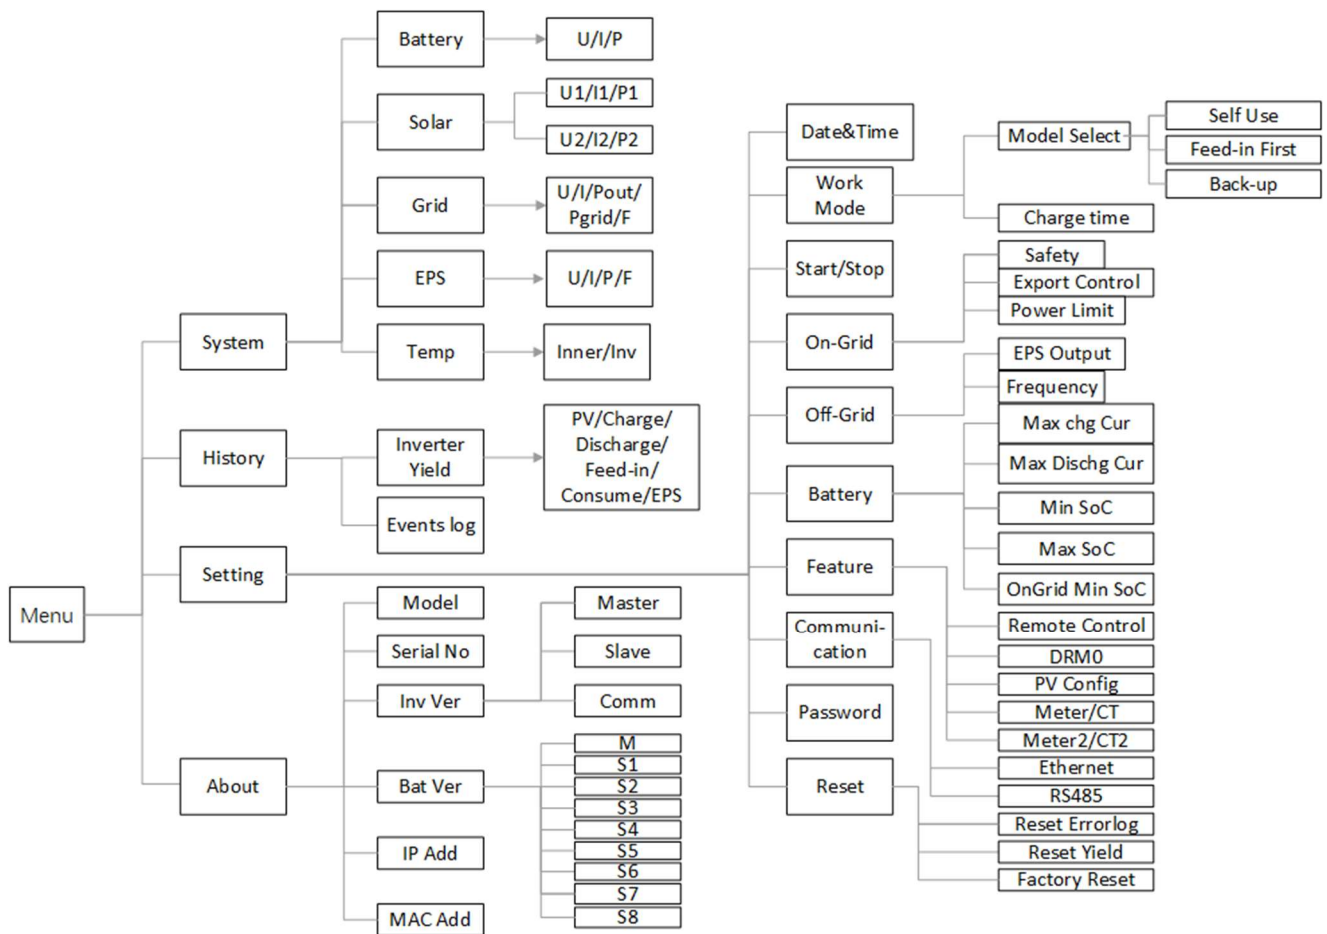 Menu
System
Battery
U/I/P
Solar
U1/I1/P1
U2/I2/P2
Grid
U/I/Pout/
Pgrid/F
EPS
U/I/P/F
Temp
Inner/Inv
History
Inverter
Yield
PV/Charge/
Discharge/
Feed-in/
Consume/EPS
Events log
Setting
Date&Time
Work
Mode
Model Select
Self Use
Feed-in First
Back-up
Charge time
Start/Stop
On-Grid
Safety
Export Control
Power Limit
Off-Grid
EPS Output
Frequency
Battery
Max chg Cur
Max Dischg Cur
Min SoC
Max SoC
OnGrid Min SoC
Feature
Remote Control
DRM0
PV Config
Meter/CT
Meter2/CT2
Communi-
cation
Ethernet
RS485
Password
Reset
Reset Errorlog
Reset Yield
Factory Reset
About
Model
Serial No
Inv Ver
Master
Slave
Comm
Bat Ver
M
S1
S2
S3
S4
S5
S6
S7
S8
IP Add
MAC Add